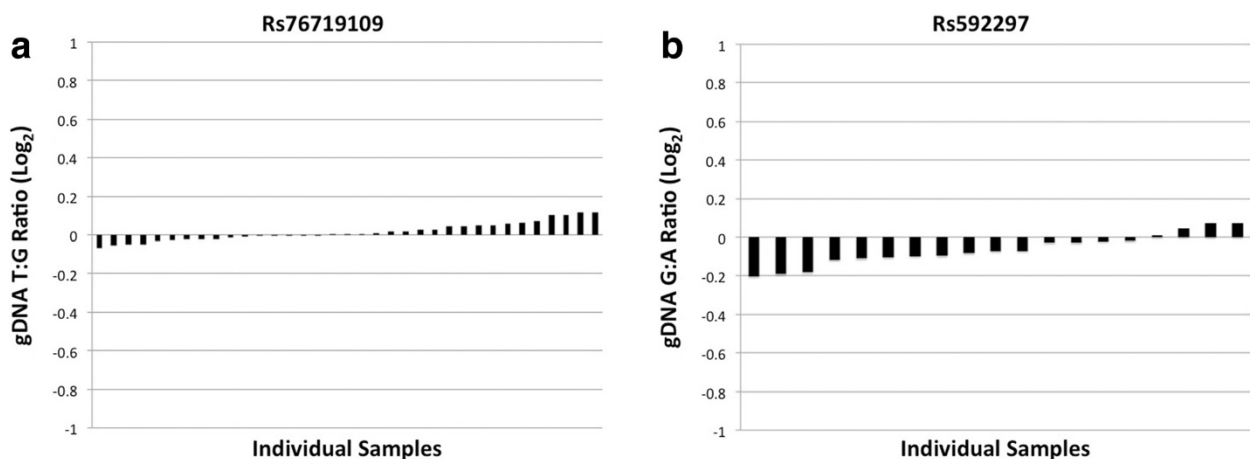 a
Rs76719109
gDNA T:G Ratio (Log₂)
1
0.8
0.6
0.4
0.2
0
-0.2
-0.4
-0.6
-0.8
-1
Individual Samples
b
Rs592297
gDNA G:A Ratio (Log₂)
1
0.8
0.6
0.4
0.2
0
-0.2
-0.4
-0.6
-0.8
-1
Individual Samples